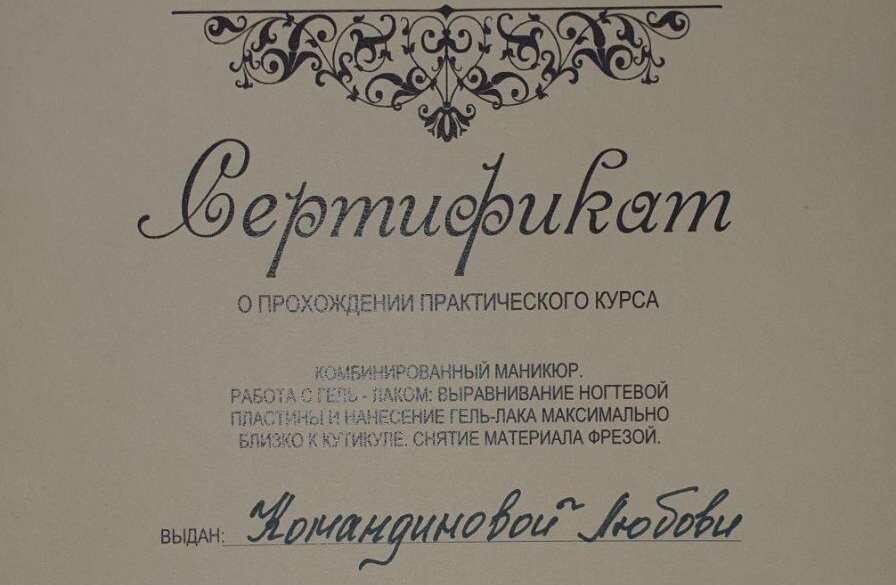 Сертификат
О ПРОХОЖДЕНИИ ПРАКТИЧЕСКОГО КУРСА
КОМБИНИРОВАННЫЙ МАНИКЮР.
РАБОТА С ГЕЛЬ - ЛАКОМ: ВЫРАВНИВАНИЕ НОГТЕВОЙ
ПЛАСТИНЫ И НАНЕСЕНИЕ ГЕЛЬ-ЛАКА МАКСИМАЛЬНО
БЛИЗКО К КУТИКУЛЕ. СНЯТИЕ МАТЕРИАЛА ФРЕЗОЙ.
ВЫДАН: Командиновой Любови